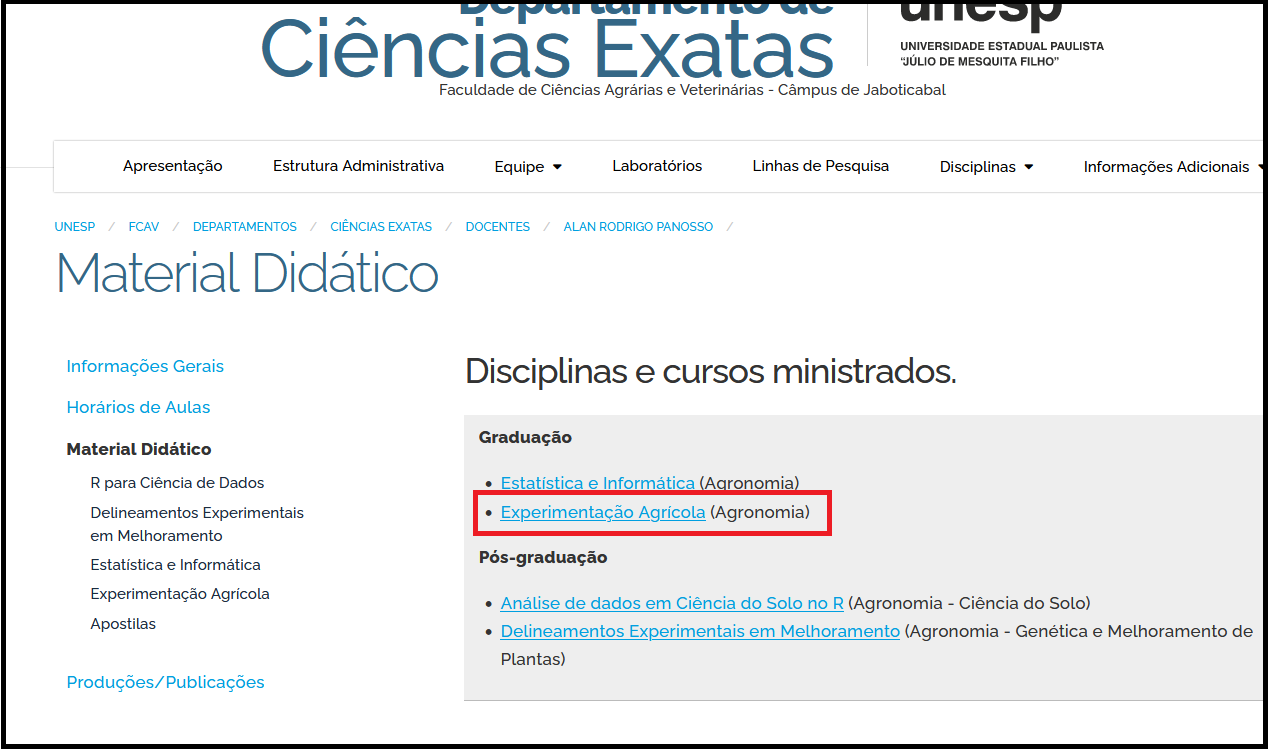 Departamento de
Ciências Exatas
Faculdade de Ciências Agrárias e Veterinárias - Câmpus de Jaboticabal
unesp
UNIVERSIDADE ESTADUAL PAULISTA
"JÚLIO DE MESQUITA FILHO"
Apresentação Estrutura Administrativa Equipe Laboratórios Linhas de Pesquisa Disciplinas Informações Adicionais
UNESP / FCAV / DEPARTAMENTOS / CIÊNCIAS EXATAS / DOCENTES / ALAN RODRIGO PANOSSO /
Material Didático
Informações Gerais
Horários de Aulas
Material Didático
R para Ciência de Dados
Delineamentos Experimentais
em Melhoramento
Estatística e Informática
Experimentação Agrícola
Apostilas
Produções/Publicações
Disciplinas e cursos ministrados.
Graduação
• Estatística e Informática (Agronomia)
• Experimentação Agrícola (Agronomia)
Pós-graduação
• Análise de dados em Ciência do Solo no R (Agronomia - Ciência do Solo)
• Delineamentos Experimentais em Melhoramento (Agronomia - Genética e Melhoramento de
Plantas)